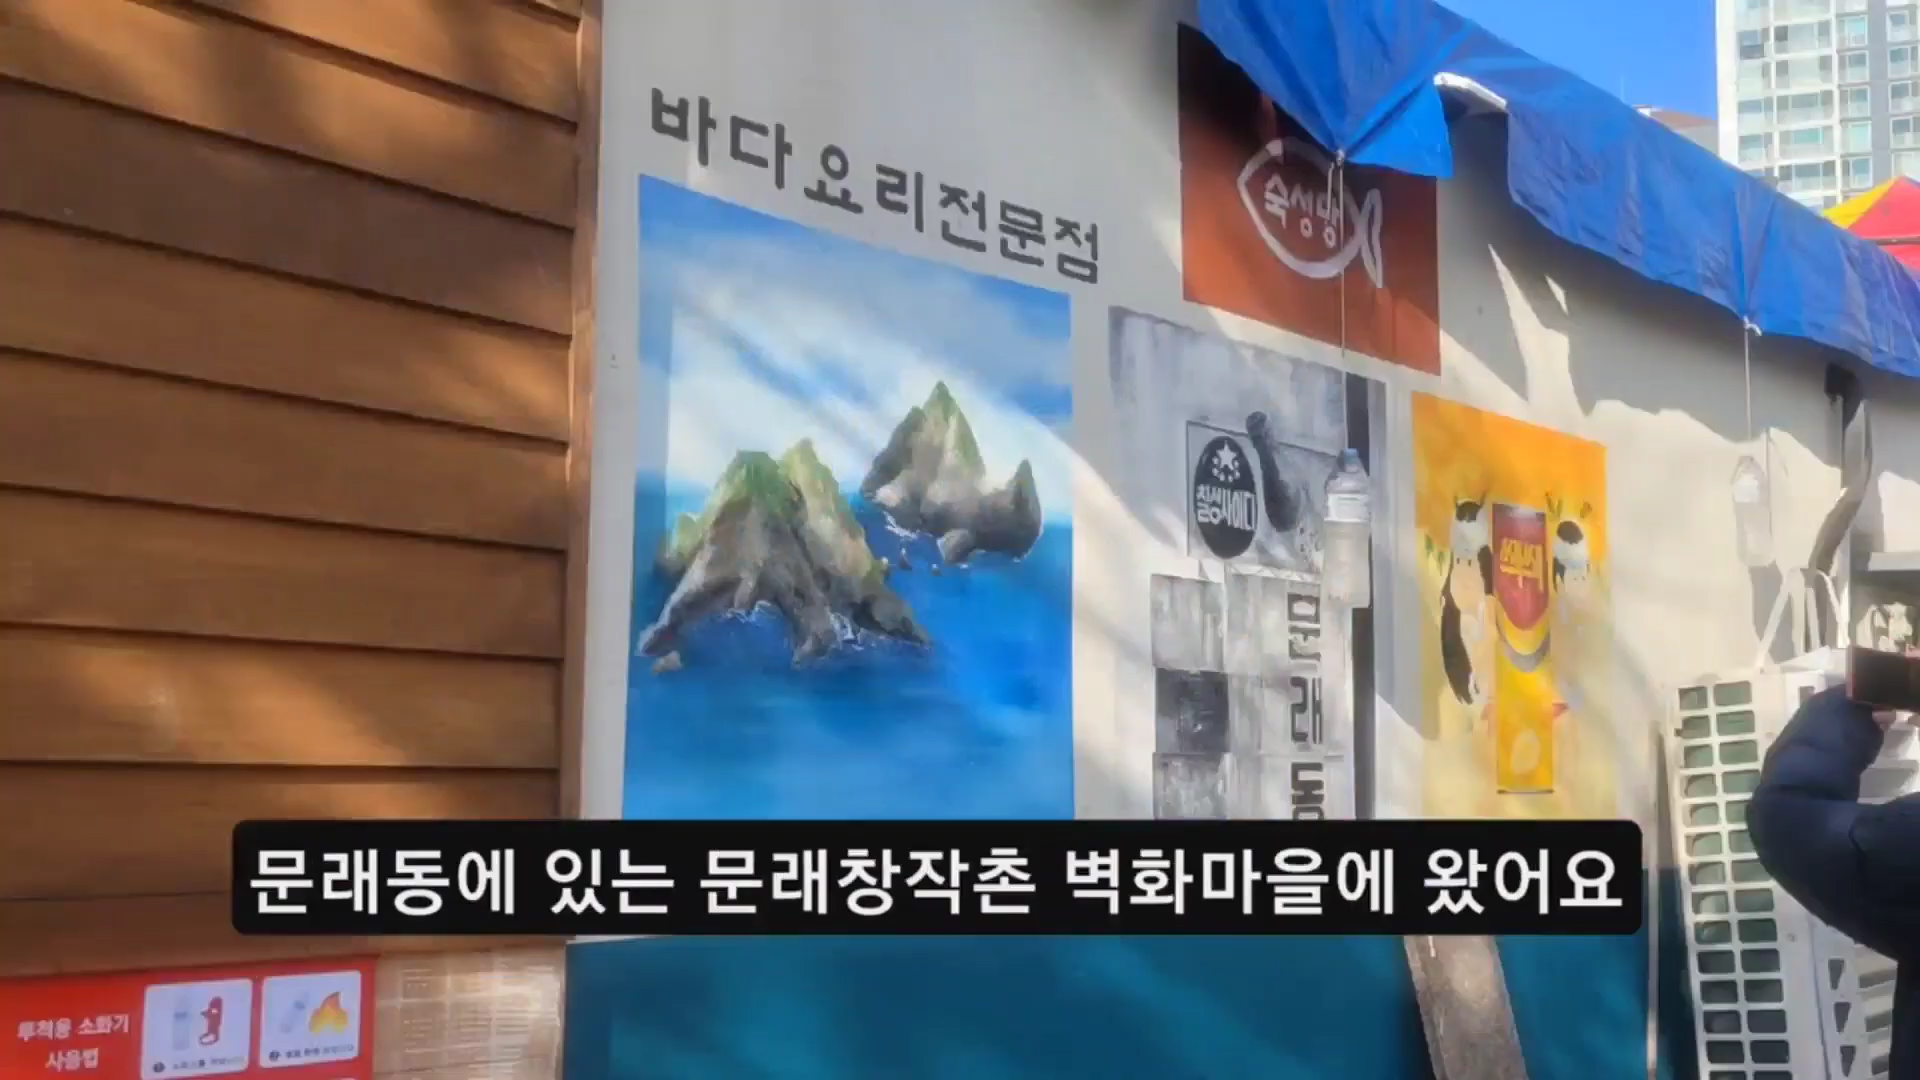 바다요리전문점
숙성방
칠성사이다
문래동
문래동에 있는 문래창작촌 벽화마을에 왔어요
투척용 소화기
사용법